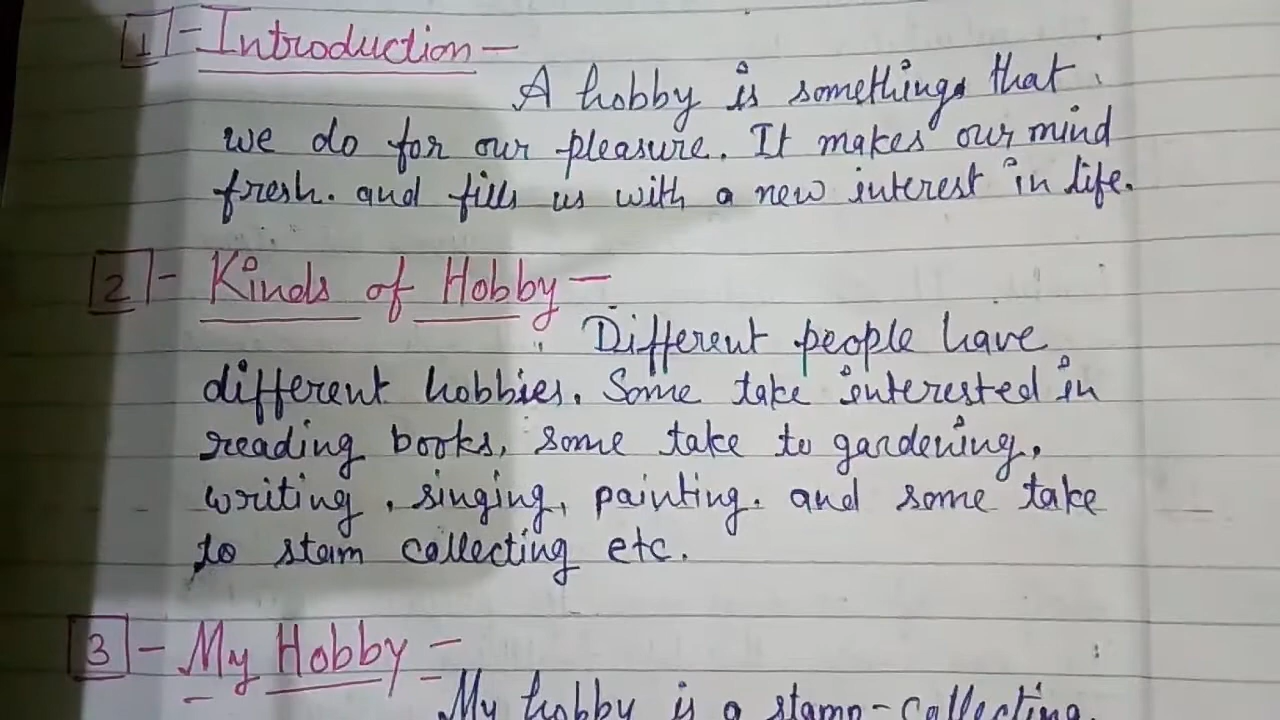 1 - Introduction -
A hobby is something that
we do for our pleasure. It makes our mind
fresh. and fills us with a new interest in life.
2 - Kinds of Hobby -
Different people have
different hobbies. Some take interested in
reading books, some take to gardening,
writing, singing, painting. and some take
to stam collecting etc.
3 - My Hobby -
My hobby is a stamp-collecting.